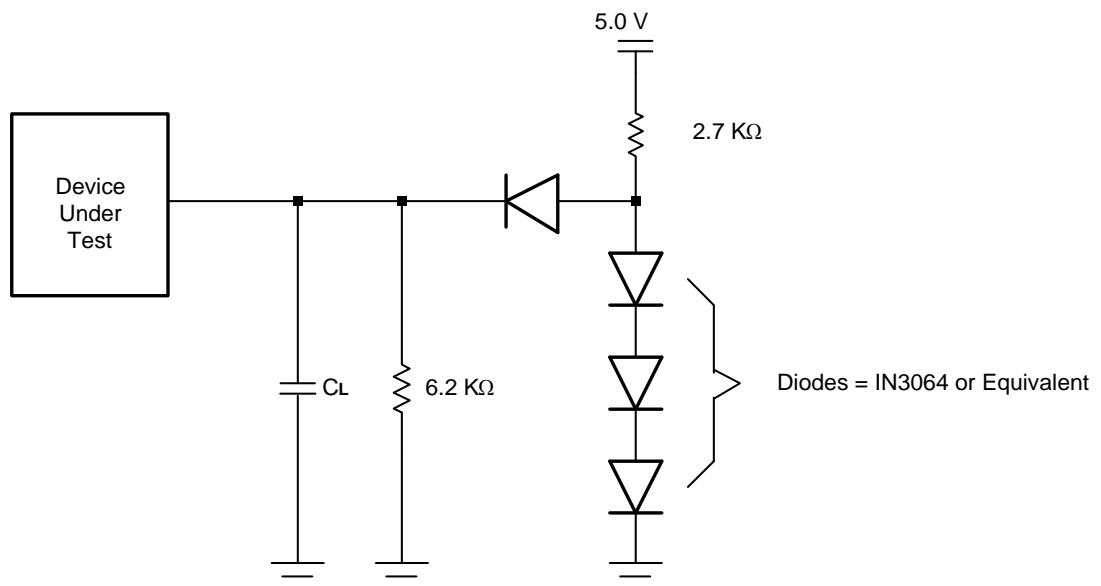 5.0 V
2.7 KΩ
Device
Under
Test
CL
6.2 KΩ
Diodes = IN3064 or Equivalent